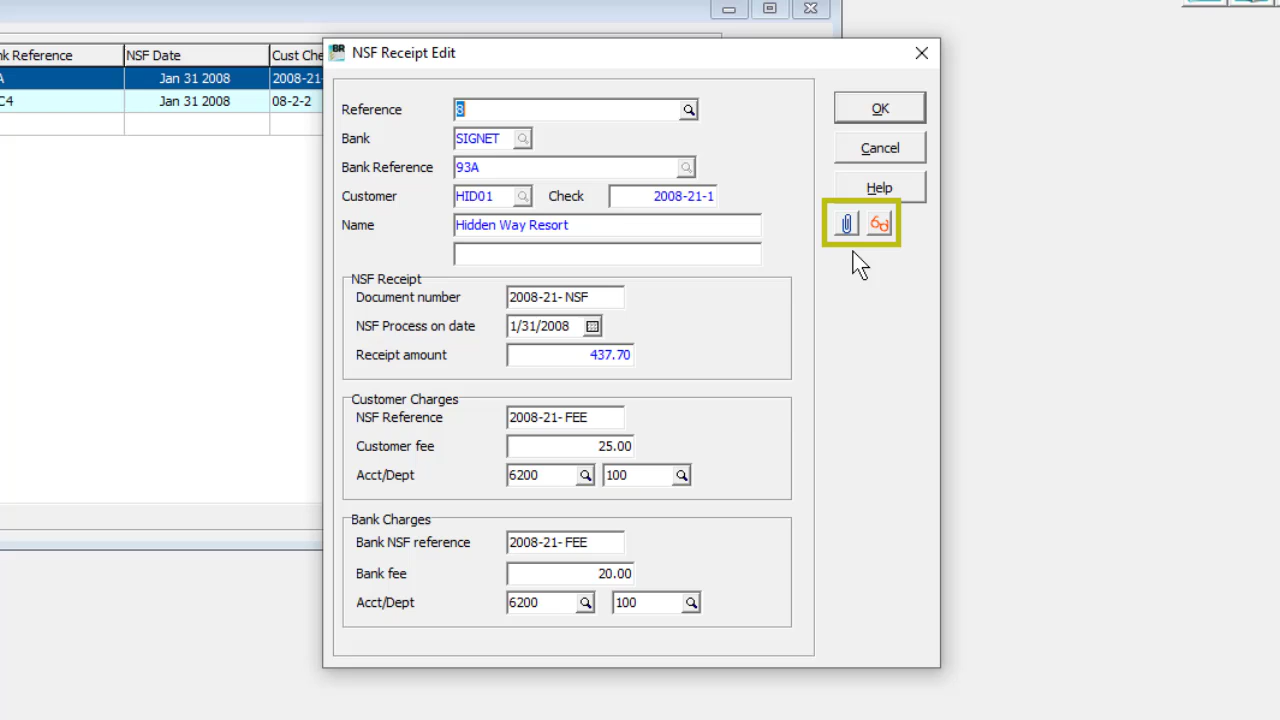 nk Reference NSF Date Cust Che
A Jan 31 2008 2008-21-
C4 Jan 31 2008 08-2-2
BR NSF Receipt Edit
Reference 8
OK
Bank SIGNET
Cancel
Bank Reference 93A
Help
Customer HID01 Check 2008-21-1
Name Hidden Way Resort
NSF Receipt
Document number 2008-21- NSF
NSF Process on date 1/31/2008
Receipt amount 437.70
Customer Charges
NSF Reference 2008-21- FEE
Customer fee 25.00
Acct/Dept 6200 100
Bank Charges
Bank NSF reference 2008-21- FEE
Bank fee 20.00
Acct/Dept 6200 100